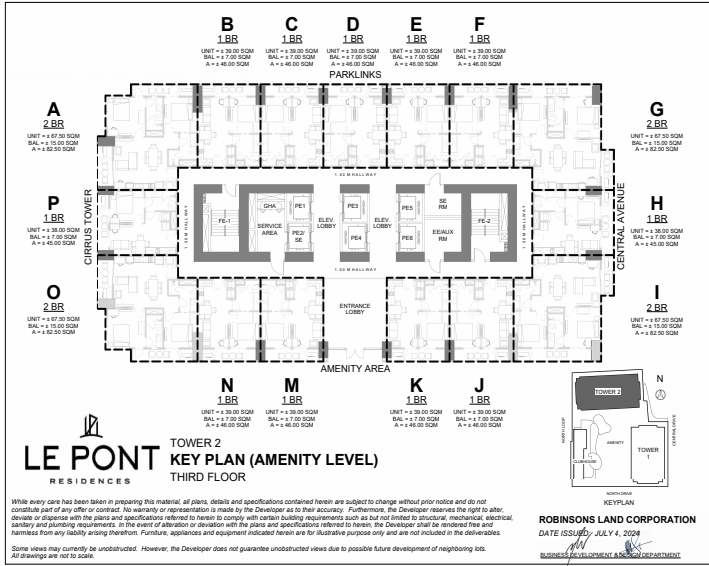 B
1 BR
UNIT = ± 39.00 SQM
BAL = ± 7.00 SQM
A = ± 46.00 SQM
C
1 BR
UNIT = ± 39.00 SQM
BAL = ± 7.00 SQM
A = ± 46.00 SQM
D
1 BR
UNIT = ± 39.00 SQM
BAL = ± 7.00 SQM
A = ± 46.00 SQM
E
1 BR
UNIT = ± 39.00 SQM
BAL = ± 7.00 SQM
A = ± 46.00 SQM
F
1 BR
UNIT = ± 39.00 SQM
BAL = ± 7.00 SQM
A = ± 46.00 SQM
PARKLINKS
A
2 BR
UNIT = ± 67.50 SQM
BAL = ± 15.00 SQM
A = ± 82.50 SQM
G
2 BR
UNIT = ± 67.50 SQM
BAL = ± 15.00 SQM
A = ± 82.50 SQM
P
1 BR
UNIT = ± 38.00 SQM
BAL = ± 7.00 SQM
A = ± 45.00 SQM
H
1 BR
UNIT = ± 38.00 SQM
BAL = ± 7.00 SQM
A = ± 45.00 SQM
O
2 BR
UNIT = ± 67.50 SQM
BAL = ± 15.00 SQM
A = ± 82.50 SQM
I
2 BR
UNIT = ± 67.50 SQM
BAL = ± 15.00 SQM
A = ± 82.50 SQM
CIRRUS TOWER
CENTRAL AVENUE
1.50 M HALLWAY
1.50 M HALLWAY
1.50 M HALLWAY
1.50 M HALLWAY
FE-1
GHA
SERVICE
AREA
PE1
PE2/
SE
ELEV.
LOBBY
PE3
PE4
ELEV.
LOBBY
PE5
PE6
SE
RM
EE/AUX
RM
FE-2
ENTRANCE
LOBBY
AMENITY AREA
N
1 BR
UNIT = ± 39.00 SQM
BAL = ± 7.00 SQM
A = ± 46.00 SQM
M
1 BR
UNIT = ± 39.00 SQM
BAL = ± 7.00 SQM
A = ± 46.00 SQM
K
1 BR
UNIT = ± 39.00 SQM
BAL = ± 7.00 SQM
A = ± 46.00 SQM
J
1 BR
UNIT = ± 39.00 SQM
BAL = ± 7.00 SQM
A = ± 46.00 SQM
LE PONT
RESIDENCES
TOWER 2
KEY PLAN (AMENITY LEVEL)
THIRD FLOOR
N
TOWER 2
NORTH LOOP
CENTRAL DRIVE
AMENITY
CLUBHOUSE
TOWER
1
NORTH DRIVE
KEYPLAN
While every care has been taken in preparing this material, all plans, details and specifications contained herein are subject to change without prior notice and do not
constitute part of any offer or contract. No warranty or representation is made by the Developer as to their accuracy. Furthermore, the Developer reserves the right to alter,
deviate or dispense with the plans and specifications referred to herein to comply with certain building requirements such as but not limited to structural, mechanical, electrical,
sanitary and plumbing requirements. In the event of alteration or deviation with the plans and specifications referred to herein, the Developer shall be rendered free and
harmless from any liability arising therefrom. Furniture, appliances and equipment indicated herein are for illustrative purpose only and are not included in the deliverables.
Some views may currently be unobstructed. However, the Developer does not guarantee unobstructed views due to possible future development of neighboring lots.
All drawings are not to scale.
ROBINSONS LAND CORPORATION
DATE ISSUED: JULY 4, 2024
BUSINESS DEVELOPMENT & DESIGN DEPARTMENT